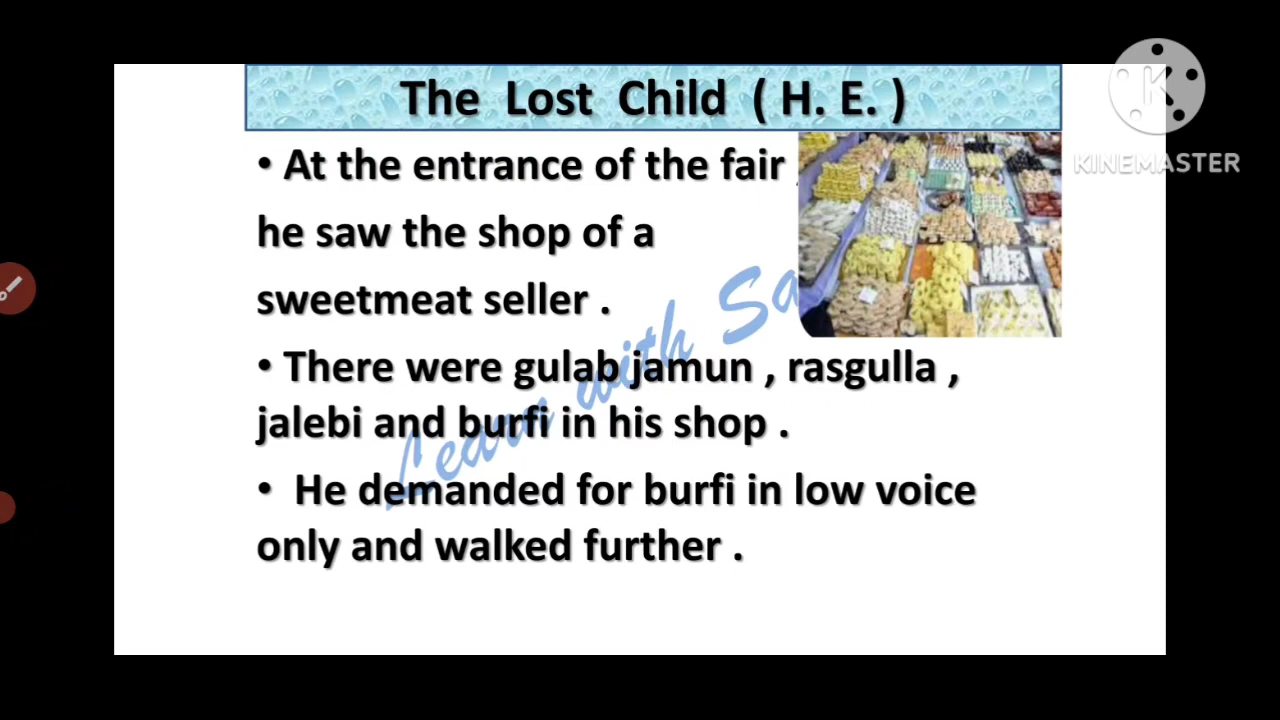 The Lost Child ( H. E. )
KINEMASTER
• At the entrance of the fair ,
he saw the shop of a
sweetmeat seller .
• There were gulab jamun , rasgulla ,
jalebi and burfi in his shop .
• He demanded for burfi in low voice
only and walked further .
Learn with